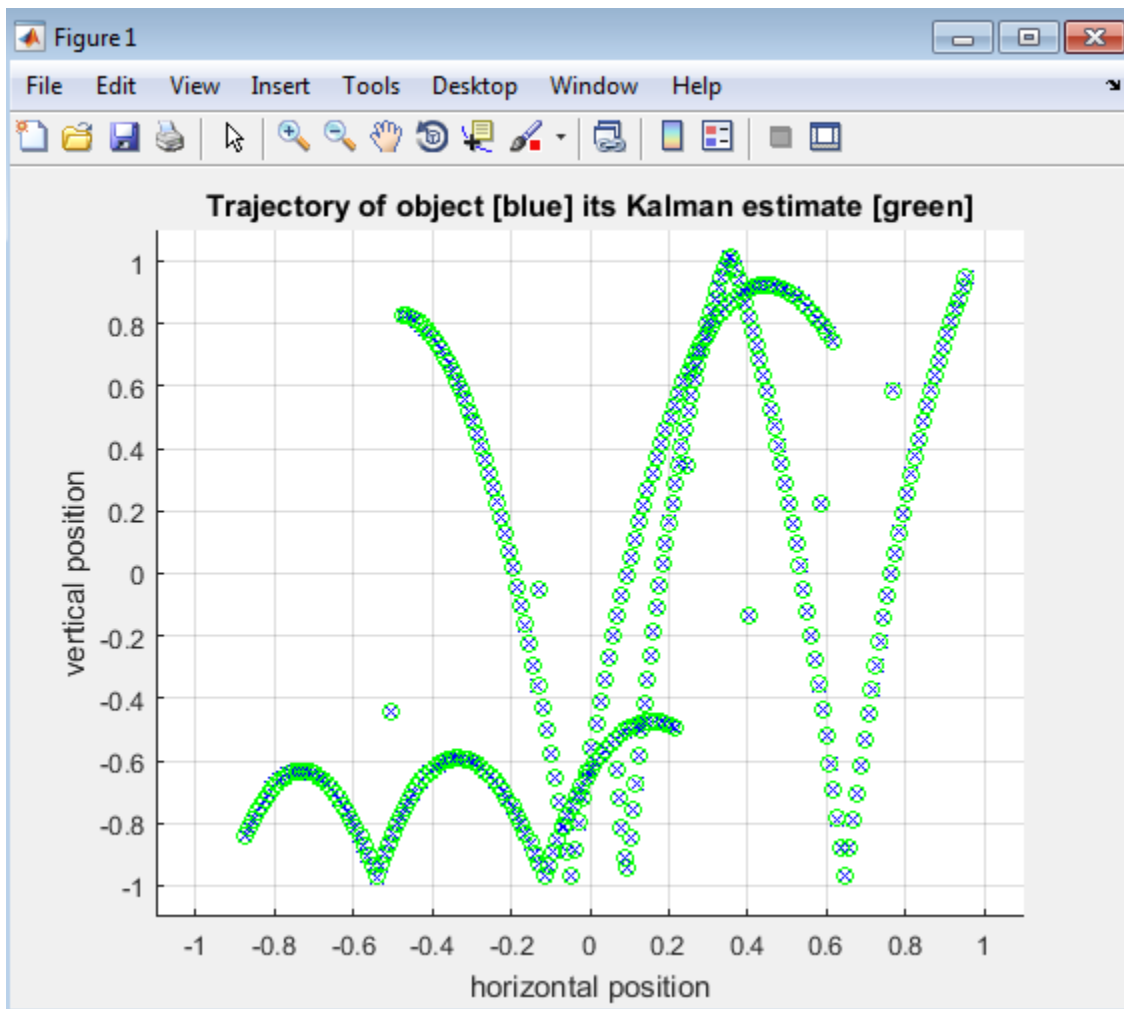 Figure 1
File Edit View Insert Tools Desktop Window Help
Trajectory of object [blue] its Kalman estimate [green]
1
0.8
0.6
0.4
0.2
0
-0.2
-0.4
-0.6
-0.8
-1
vertical position
-1 -0.8 -0.6 -0.4 -0.2 0 0.2 0.4 0.6 0.8 1
horizontal position